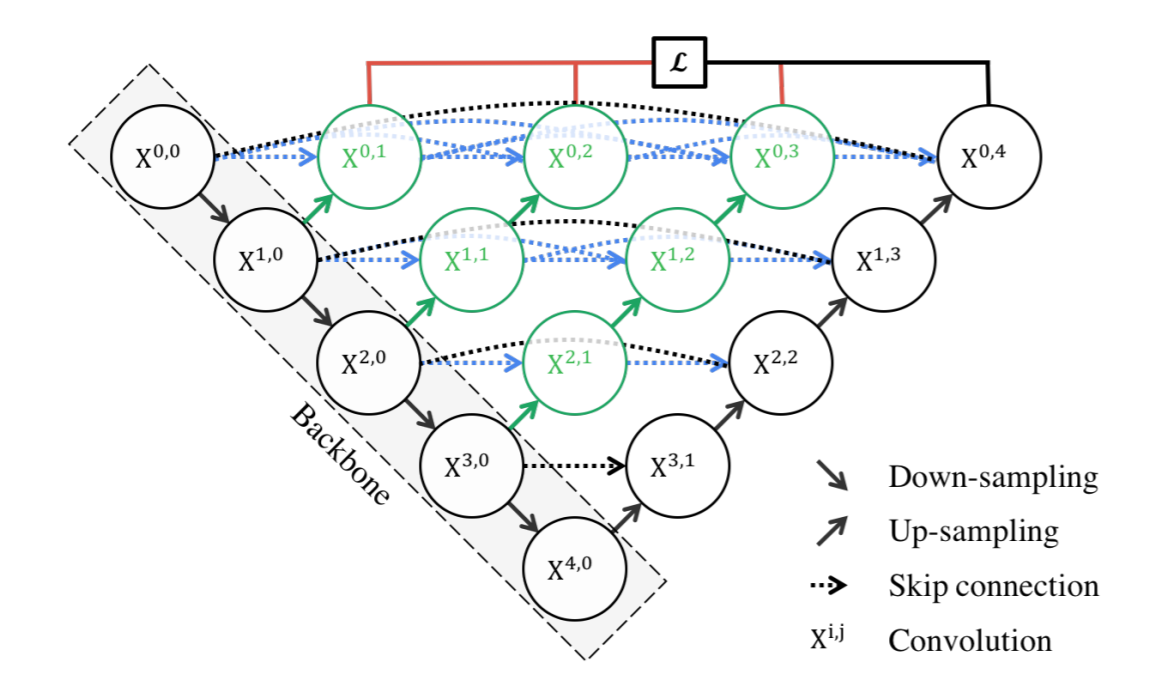 ℒ
X^0,0
X^0,1
X^0,2
X^0,3
X^0,4
X^1,0
X^1,1
X^1,2
X^1,3
X^2,0
X^2,1
X^2,2
X^3,0
X^3,1
X^4,0
Backbone
Down-sampling
Up-sampling
Skip connection
X^i,j Convolution